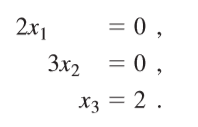 2x₁ = 0 ,
3x₂ = 0 ,
x₃ = 2 .